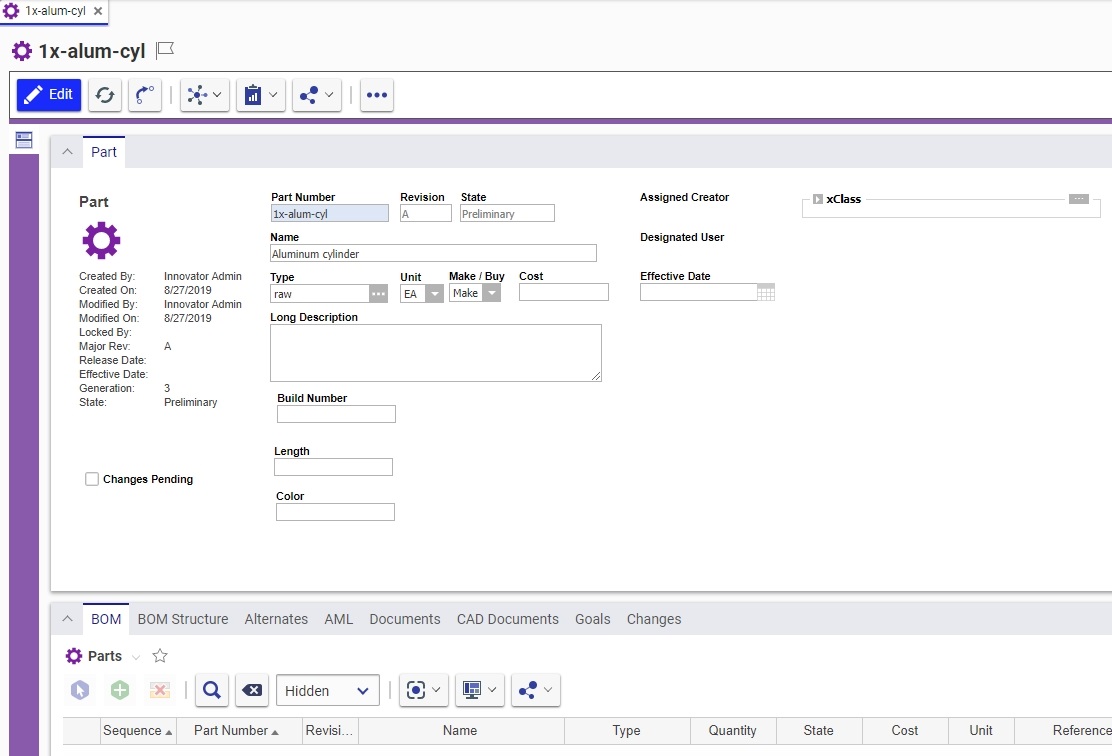 1x-alum-cyl
1x-alum-cyl
Edit
Part
Part
Part Number
Revision
State
1x-alum-cyl
A
Preliminary
Name
Aluminum cylinder
Type
Unit
Make / Buy
Cost
raw
EA
Make
Long Description
Build Number
Length
Color
Assigned Creator
Designated User
Effective Date
xClass
Created By: Innovator Admin
Created On: 8/27/2019
Modified By: Innovator Admin
Modified On: 8/27/2019
Locked By:
Major Rev: A
Release Date:
Effective Date:
Generation: 3
State: Preliminary
Changes Pending
BOM BOM Structure Alternates AML Documents CAD Documents Goals Changes
Parts
Hidden
Sequence Part Number Revisi... Name Type Quantity State Cost Unit Reference